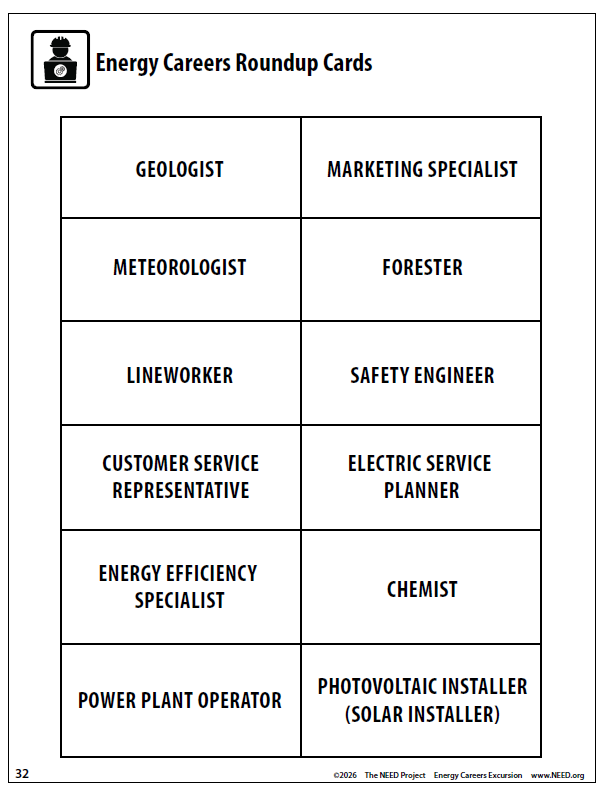 Energy Careers Roundup Cards
GEOLOGIST
MARKETING SPECIALIST
METEOROLOGIST
FORESTER
LINEWORKER
SAFETY ENGINEER
CUSTOMER SERVICE
REPRESENTATIVE
ELECTRIC SERVICE
PLANNER
ENERGY EFFICIENCY
SPECIALIST
CHEMIST
POWER PLANT OPERATOR
PHOTOVOLTAIC INSTALLER
(SOLAR INSTALLER)
32
©2026 The NEED Project Energy Careers Excursion www.NEED.org